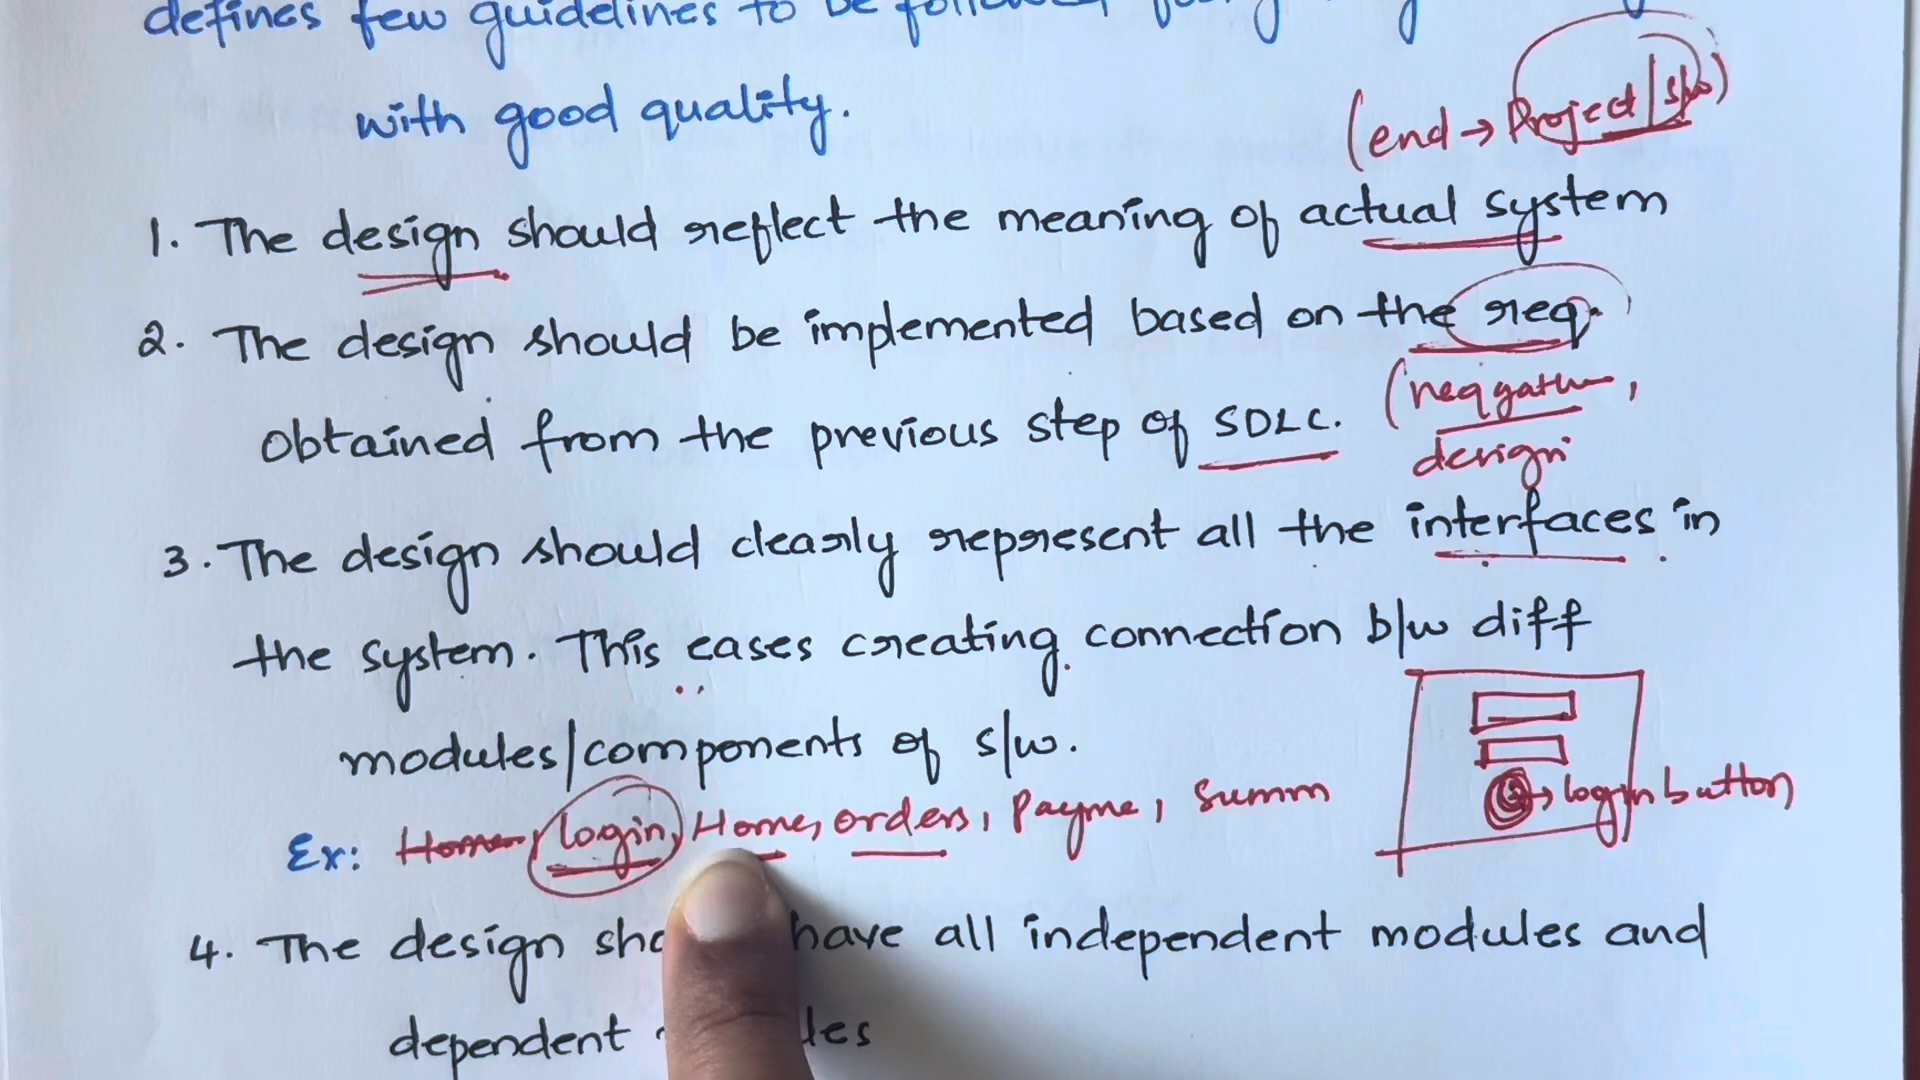 defines few guidelines to be
with good quality.
(end → Project/s/w)
1. The design should reflect the meaning of actual system
2. The design should be implemented based on the req.
obtained from the previous step of SDLC.
(req gath,
design
3. The design should clearly represent all the interfaces in
the system. This eases creating connection b/w diff
modules/components of s/w.
Ex: Home, login, Home, orders, Payme, Summ
→ login button
4. The design have all independent modules and
dependent